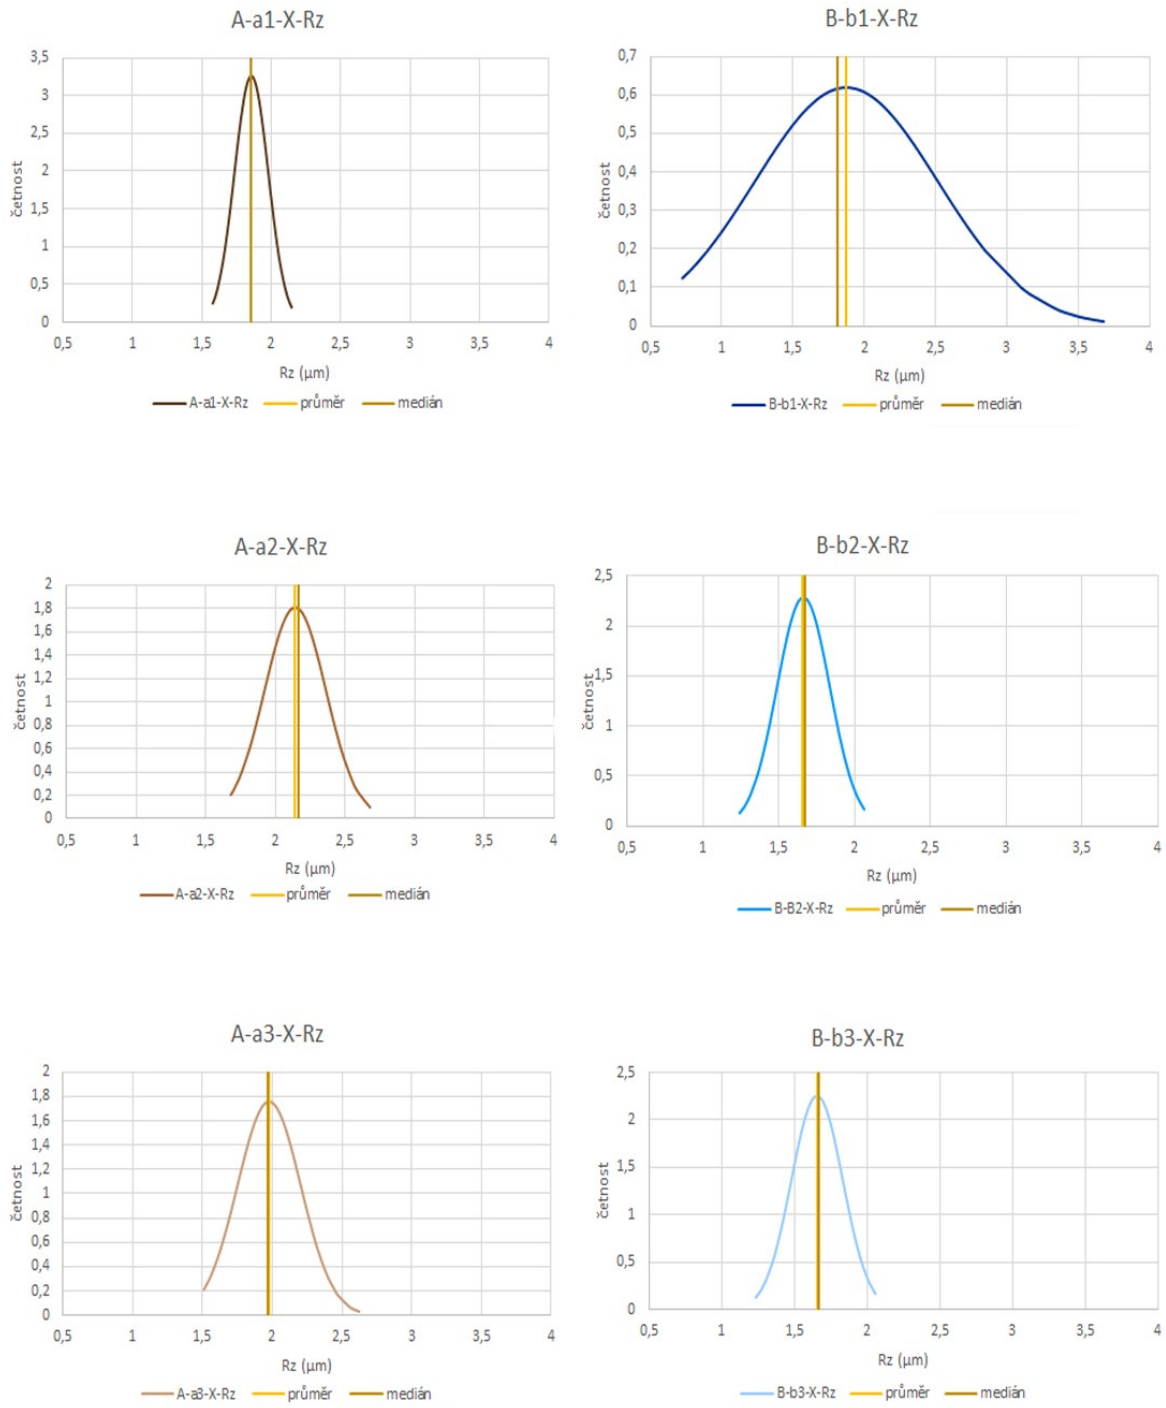 A-a1-X-Rz
3,5
3
2,5
2
1,5
1
0,5
0
četnost
0,5 1 1,5 2 2,5 3 3,5 4
Rz (µm)
A-a1-X-Rz průměr medián
B-b1-X-Rz
0,7
0,6
0,5
0,4
0,3
0,2
0,1
0
četnost
0,5 1 1,5 2 2,5 3 3,5 4
Rz (µm)
B-b1-X-Rz průměr medián
A-a2-X-Rz
2
1,8
1,6
1,4
1,2
1
0,8
0,6
0,4
0,2
0
četnost
0,5 1 1,5 2 2,5 3 3,5 4
Rz (µm)
A-a2-X-Rz průměr medián
B-b2-X-Rz
2,5
2
1,5
1
0,5
0
četnost
0,5 1 1,5 2 2,5 3 3,5 4
Rz (µm)
B-B2-X-Rz průměr medián
A-a3-X-Rz
2
1,8
1,6
1,4
1,2
1
0,8
0,6
0,4
0,2
0
četnost
0,5 1 1,5 2 2,5 3 3,5 4
Rz (µm)
A-a3-X-Rz průměr medián
B-b3-X-Rz
2,5
2
1,5
1
0,5
0
četnost
0,5 1 1,5 2 2,5 3 3,5 4
Rz (µm)
B-b3-X-Rz průměr medián